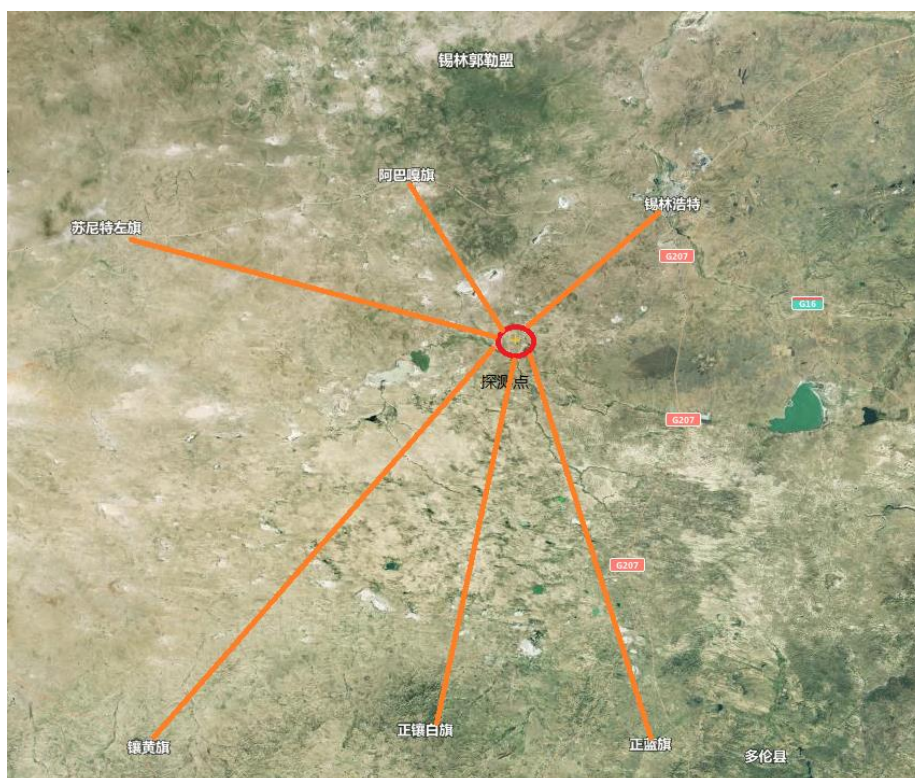 锡林郭勒盟
阿巴嘎旗
锡林浩特
苏尼特左旗
G207
G16
探测点
G207
G207
镶黄旗
正镶白旗
正蓝旗
多伦县